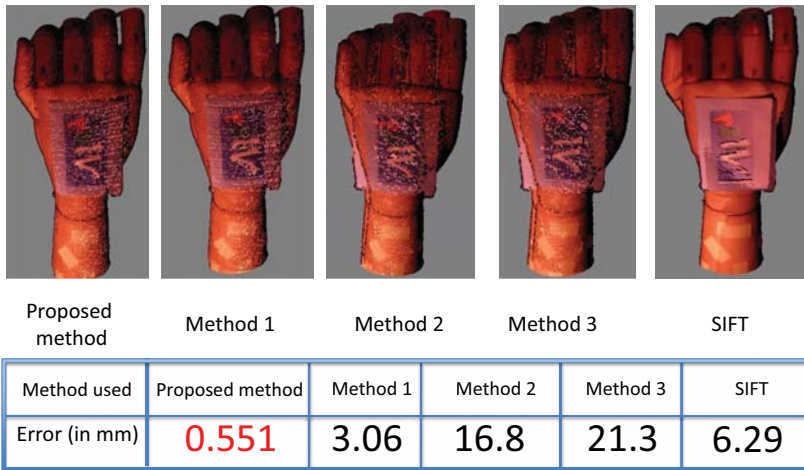 Proposed method
Method 1
Method 2
Method 3
SIFT
Method used Proposed method Method 1 Method 2 Method 3 SIFT
Error (in mm) 0.551 3.06 16.8 21.3 6.29